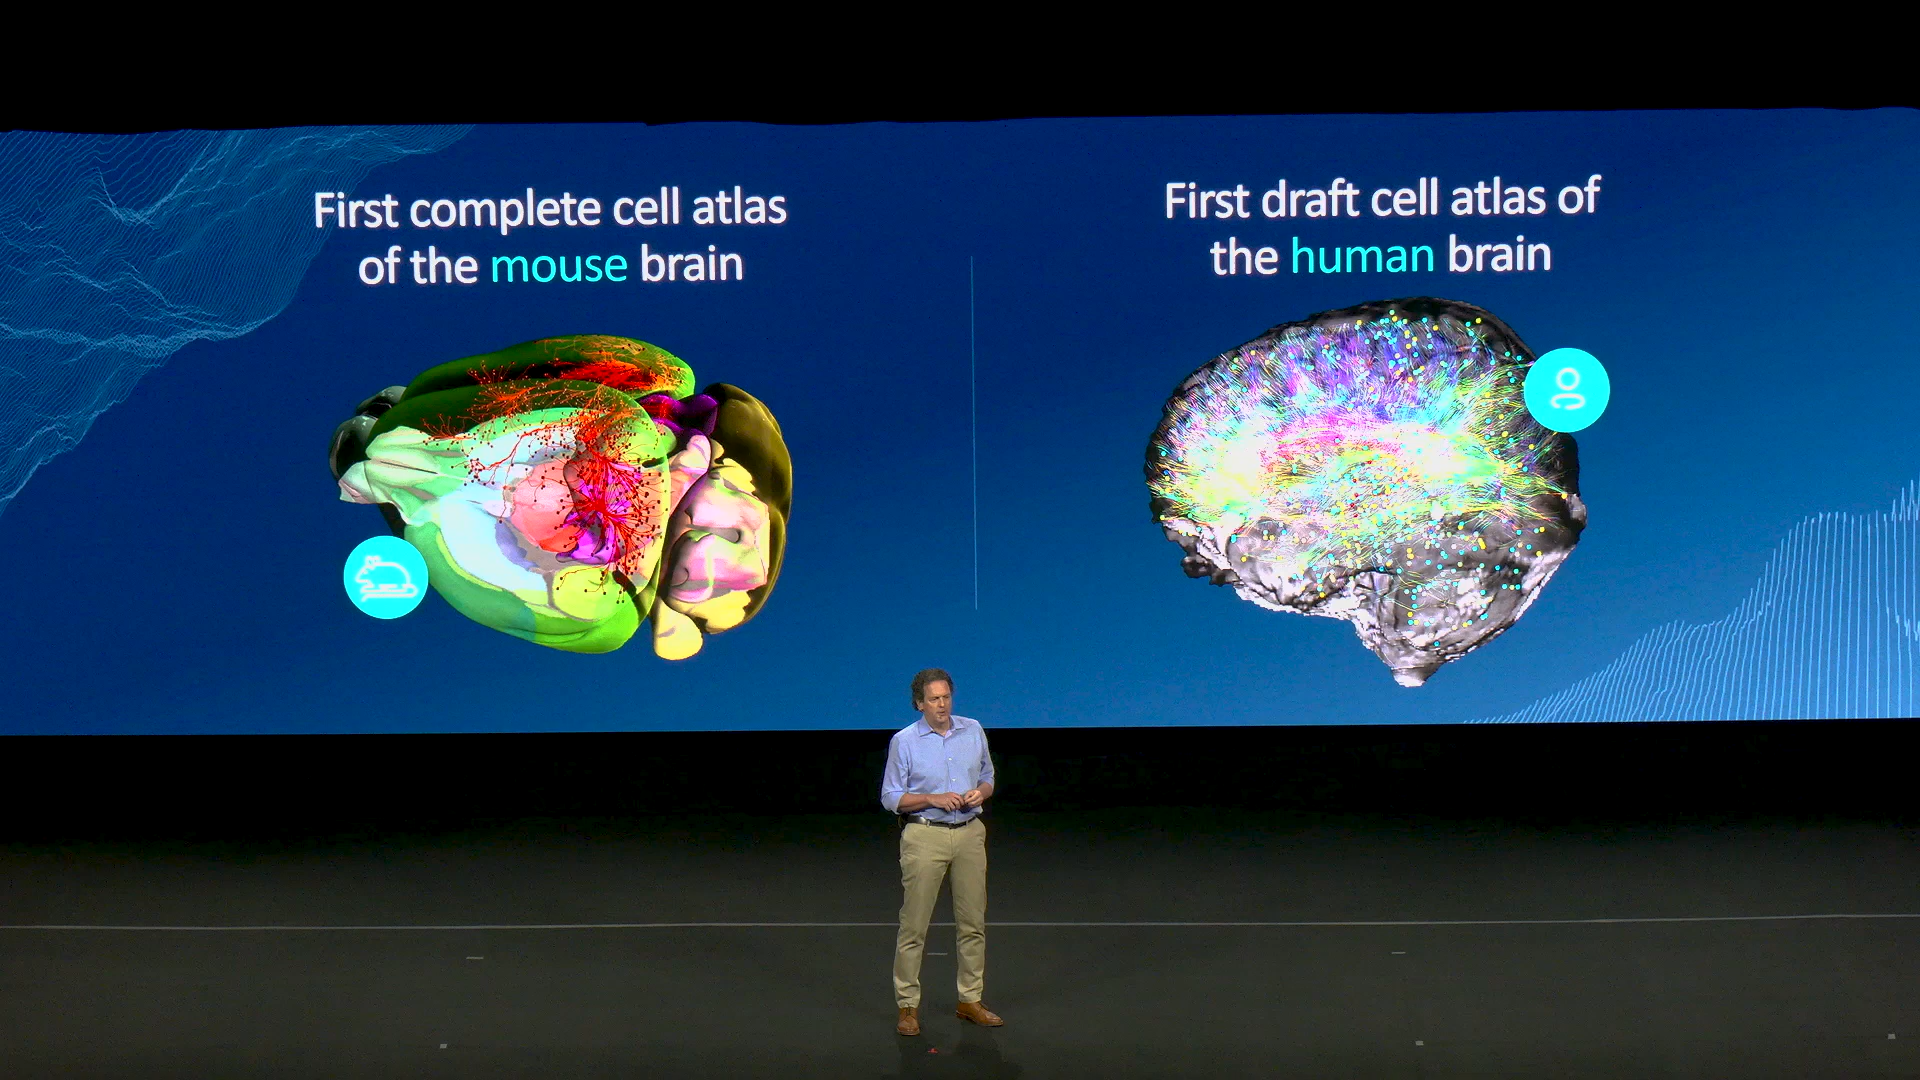 First complete cell atlas
of the mouse brain
First draft cell atlas of
the human brain